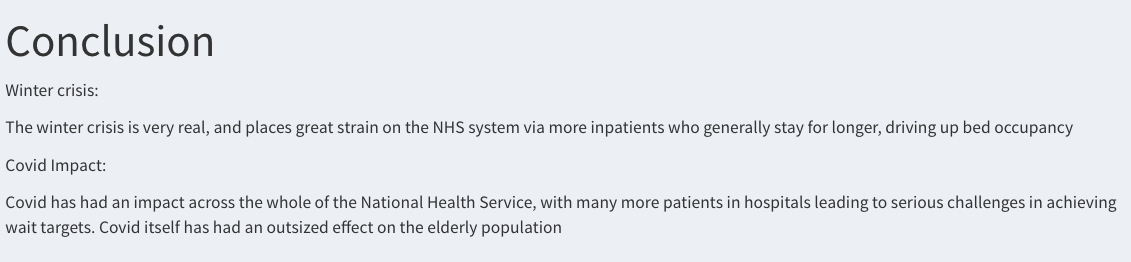 Conclusion
Winter crisis:
The winter crisis is very real, and places great strain on the NHS system via more inpatients who generally stay for longer, driving up bed occupancy
Covid Impact:
Covid has had an impact across the whole of the National Health Service, with many more patients in hospitals leading to serious challenges in achieving
wait targets. Covid itself has had an outsized effect on the elderly population